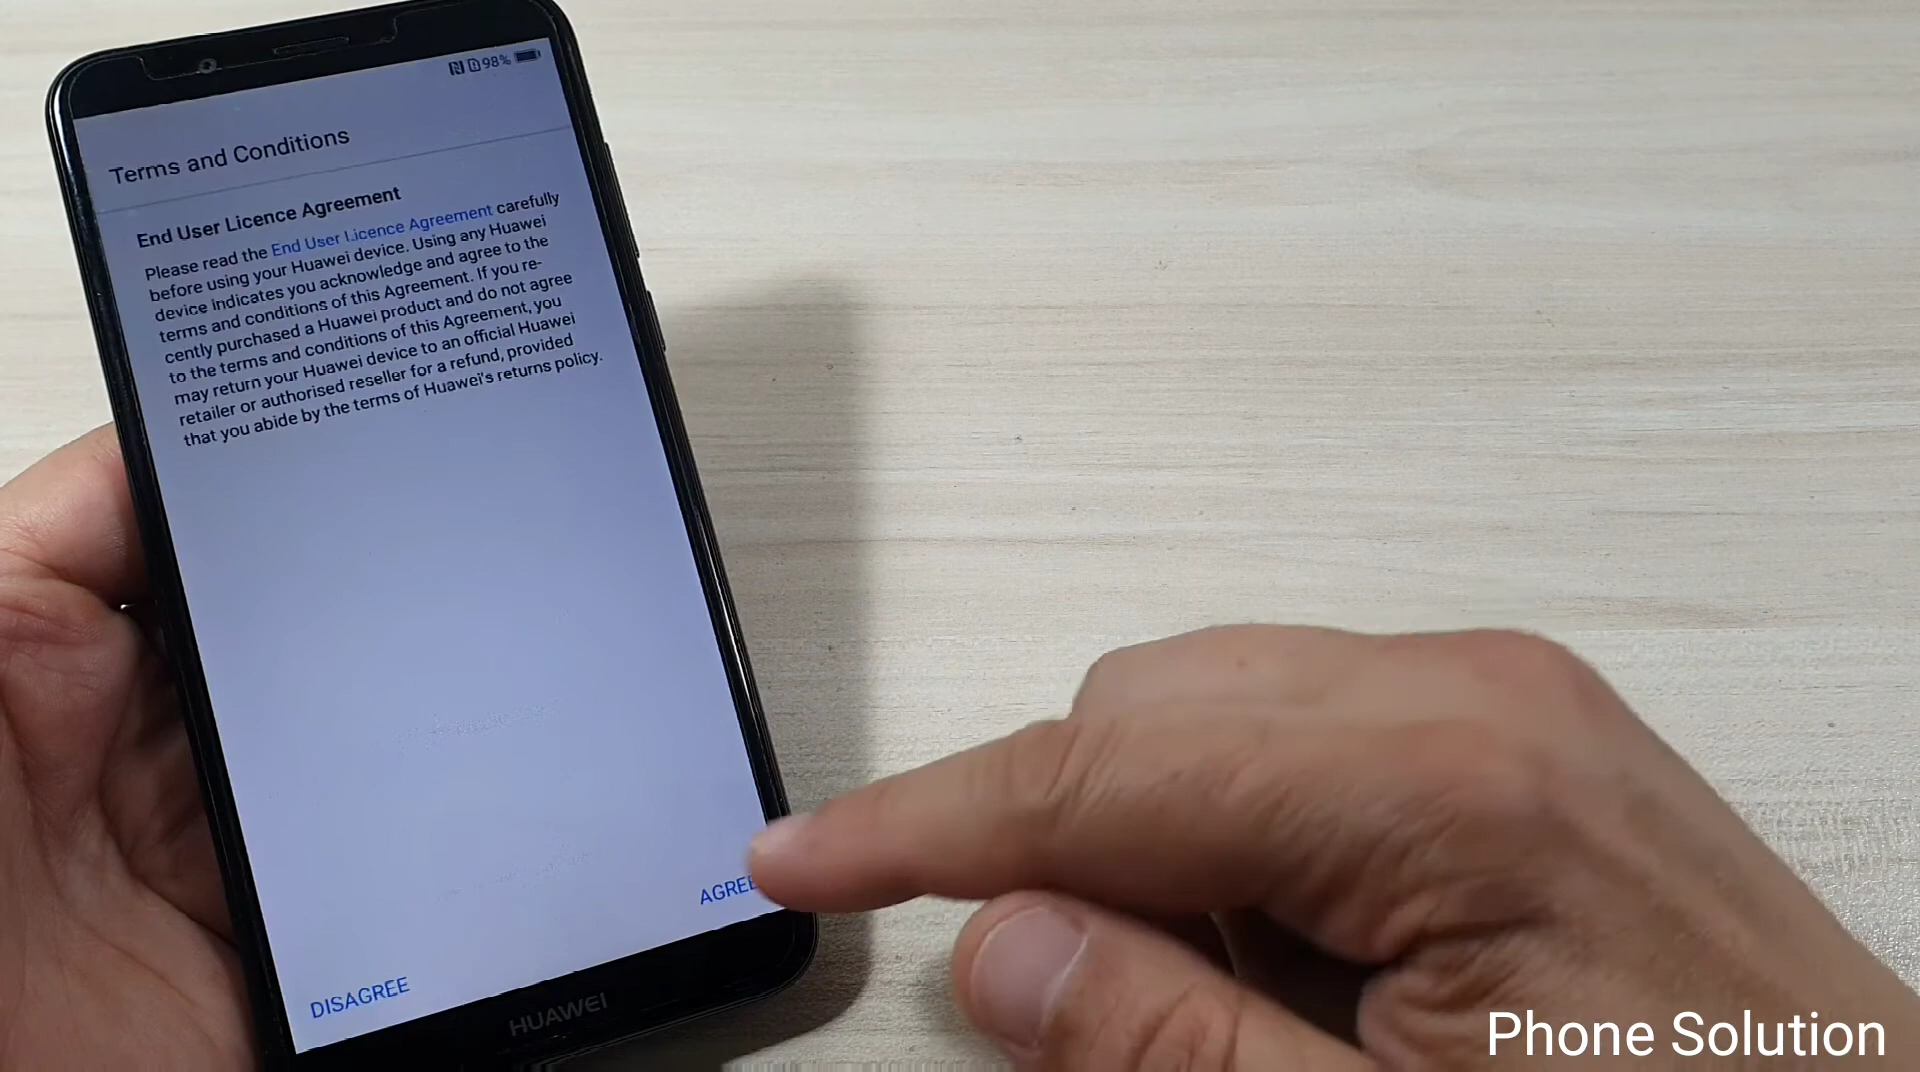 98%
Terms and Conditions
End User Licence Agreement
Please read the End User Licence Agreement carefully
before using your Huawei device. Using any Huawei
device indicates you acknowledge and agree to the
terms and conditions of this Agreement. If you re-
cently purchased a Huawei product and do not agree
to the terms and conditions of this Agreement, you
may return your Huawei device to an official Huawei
retailer or authorised reseller for a refund, provided
that you abide by the terms of Huawei's returns policy.
AGREE
DISAGREE
HUAWEI
Phone Solution